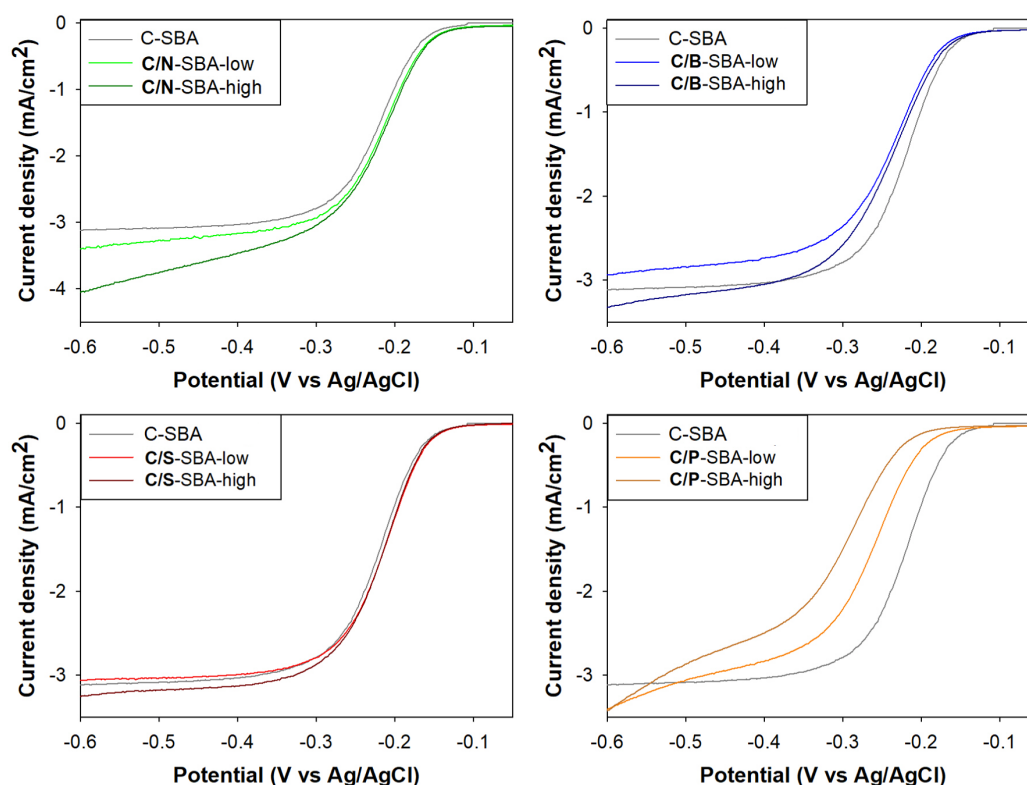 Current density (mA/cm²)
0
-1
-2
-3
-4
C-SBA
C/N-SBA-low
C/N-SBA-high
-0.6 -0.5 -0.4 -0.3 -0.2 -0.1
Potential (V vs Ag/AgCl)
Current density (mA/cm²)
0
-1
-2
-3
C-SBA
C/B-SBA-low
C/B-SBA-high
-0.6 -0.5 -0.4 -0.3 -0.2 -0.1
Potential (V vs Ag/AgCl)
Current density (mA/cm²)
0
-1
-2
-3
C-SBA
C/S-SBA-low
C/S-SBA-high
-0.6 -0.5 -0.4 -0.3 -0.2 -0.1
Potential (V vs Ag/AgCl)
Current density (mA/cm²)
0
-1
-2
-3
C-SBA
C/P-SBA-low
C/P-SBA-high
-0.6 -0.5 -0.4 -0.3 -0.2 -0.1
Potential (V vs Ag/AgCl)